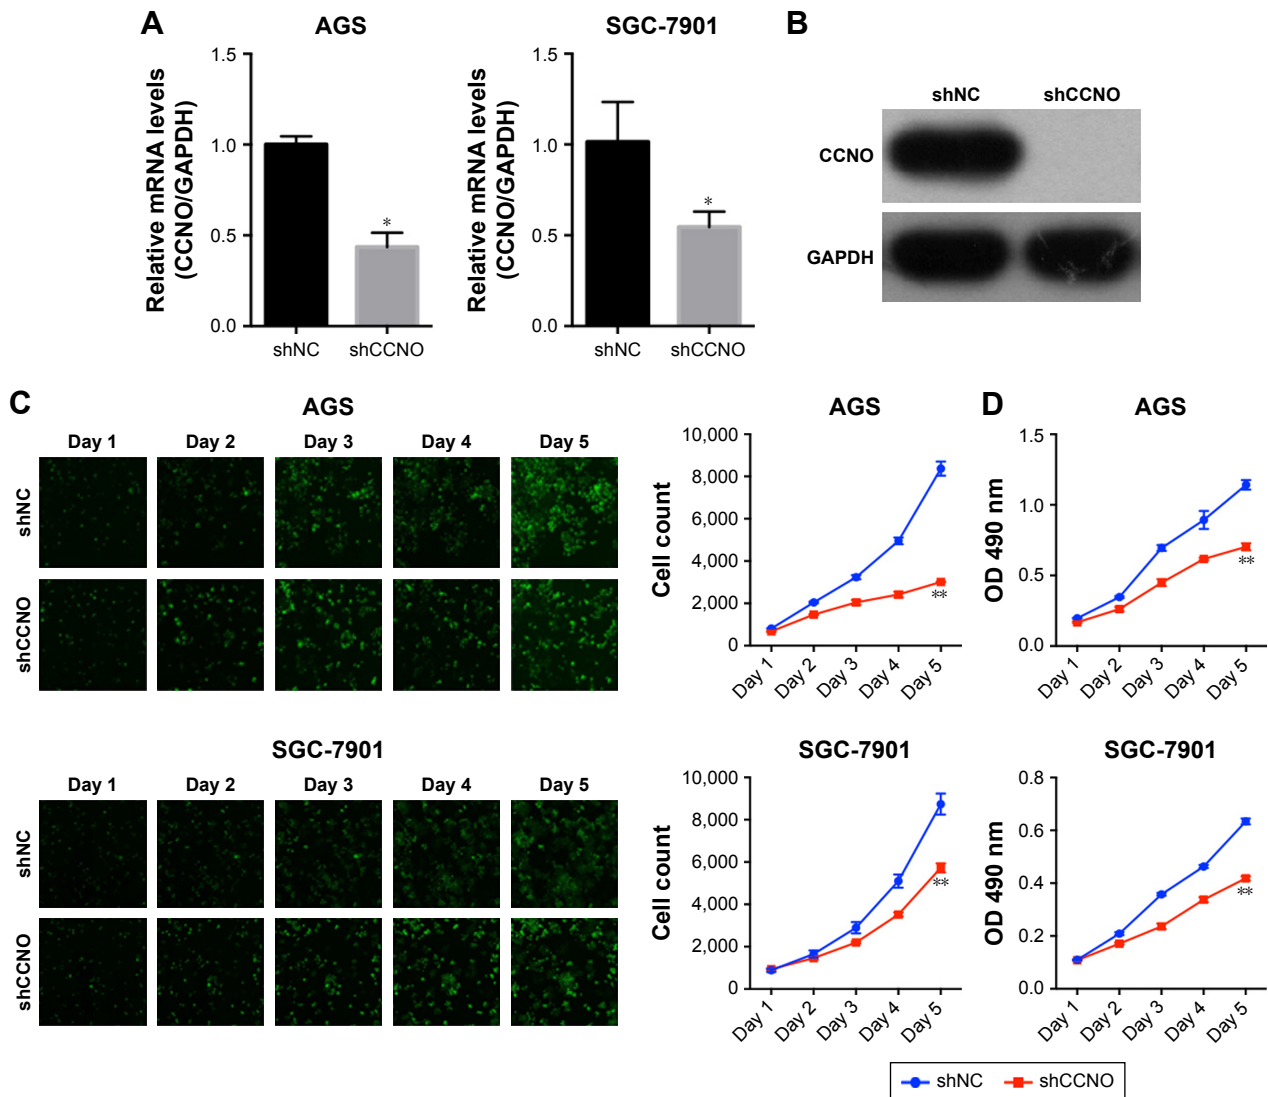 A
AGS
SGC-7901
B
Relative mRNA levels
(CCNO/GAPDH)
1.5
1.0
0.5
0.0
*
shNC
shCCNO
Relative mRNA levels
(CCNO/GAPDH)
1.5
1.0
0.5
0.0
*
shNC
shCCNO
shNC
shCCNO
CCNO
GAPDH
C
AGS
Day 1
Day 2
Day 3
Day 4
Day 5
shNC
shCCNO
AGS
Cell count
10,000
8,000
6,000
4,000
2,000
0
**
Day 1
Day 2
Day 3
Day 4
Day 5
D
AGS
OD 490 nm
1.5
1.0
0.5
0.0
**
Day 1
Day 2
Day 3
Day 4
Day 5
SGC-7901
Day 1
Day 2
Day 3
Day 4
Day 5
shNC
shCCNO
SGC-7901
Cell count
10,000
8,000
6,000
4,000
2,000
0
**
Day 1
Day 2
Day 3
Day 4
Day 5
SGC-7901
OD 490 nm
0.8
0.6
0.4
0.2
0.0
**
Day 1
Day 2
Day 3
Day 4
Day 5
shNC
shCCNO